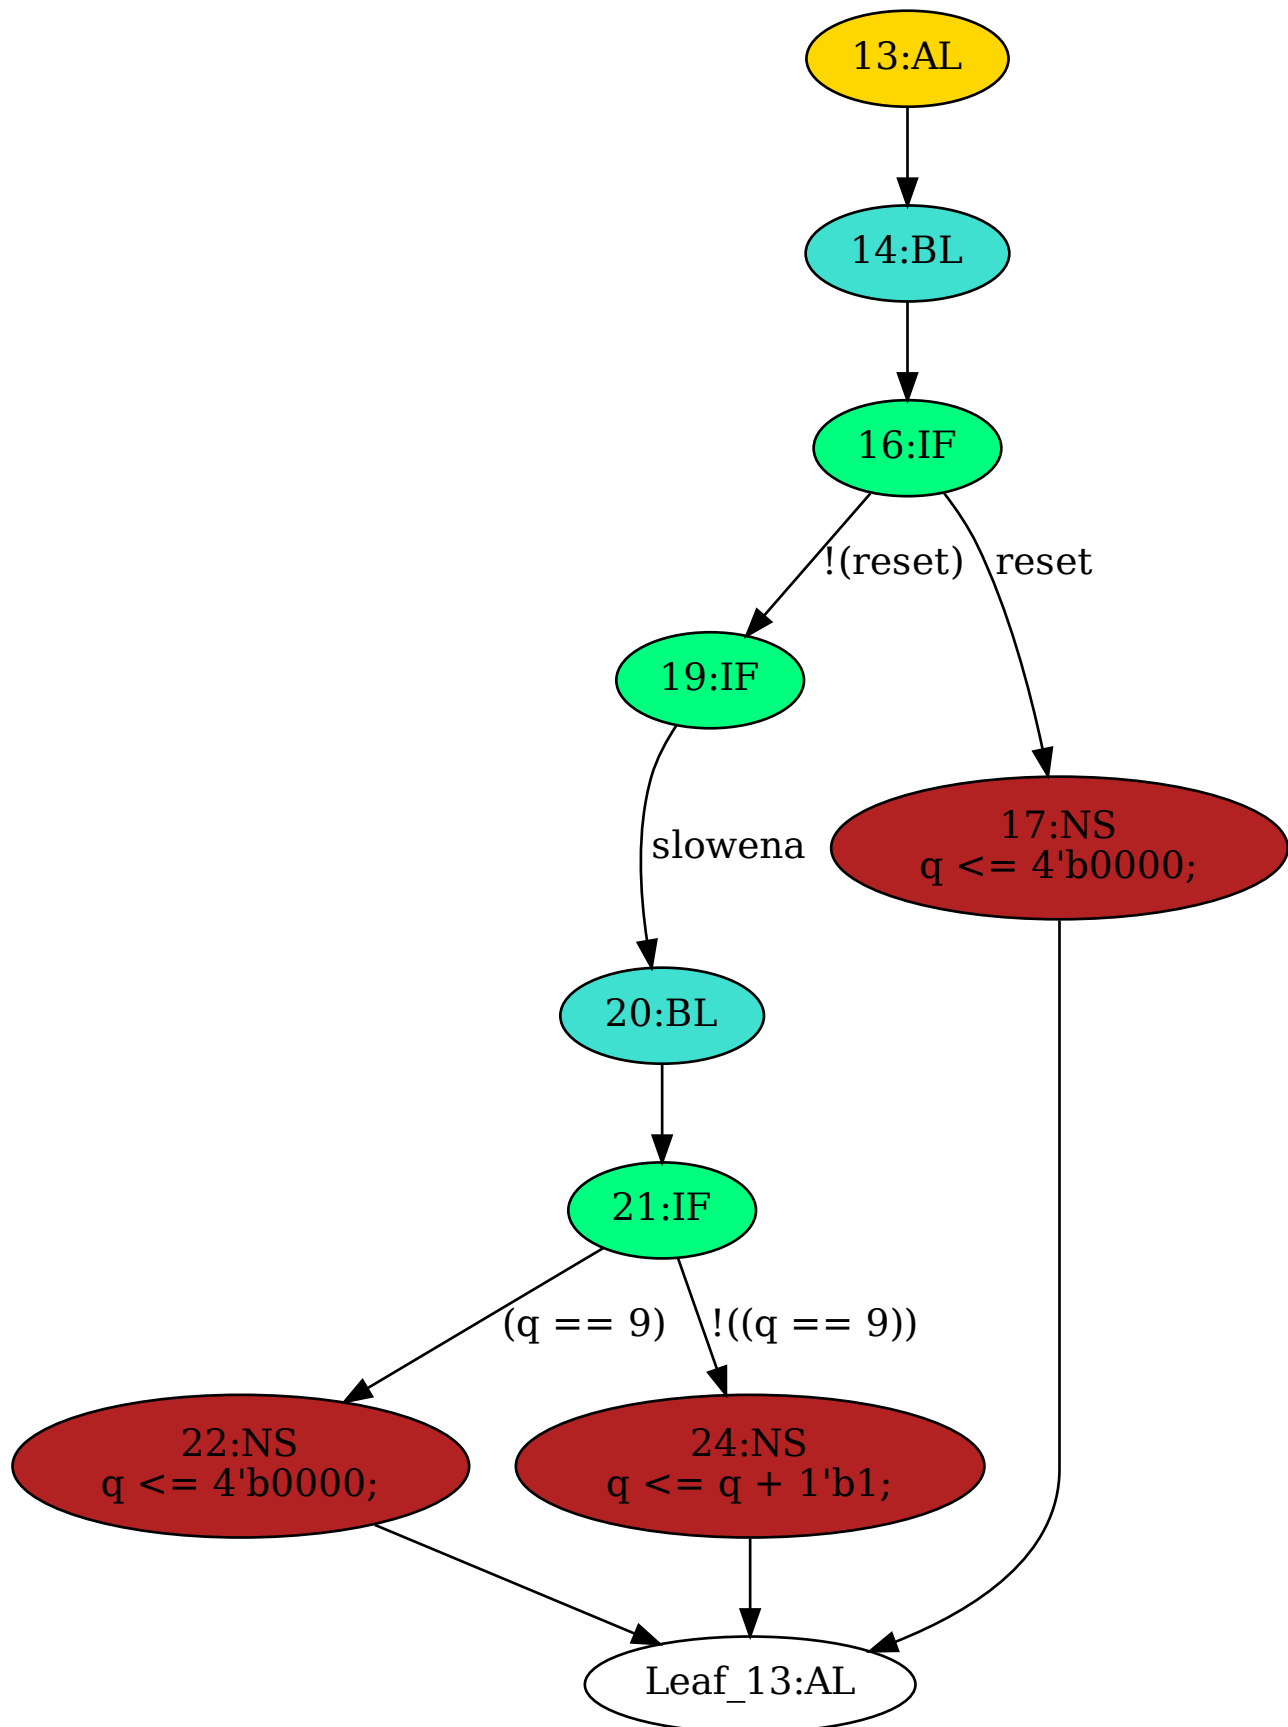 13:AL
14:BL
16:IF
!(reset)
reset
19:IF
17:NS
q <= 4'b0000;
slowena
20:BL
21:IF
(q == 9)
!((q == 9))
22:NS
q <= 4'b0000;
24:NS
q <= q + 1'b1;
Leaf_13:AL